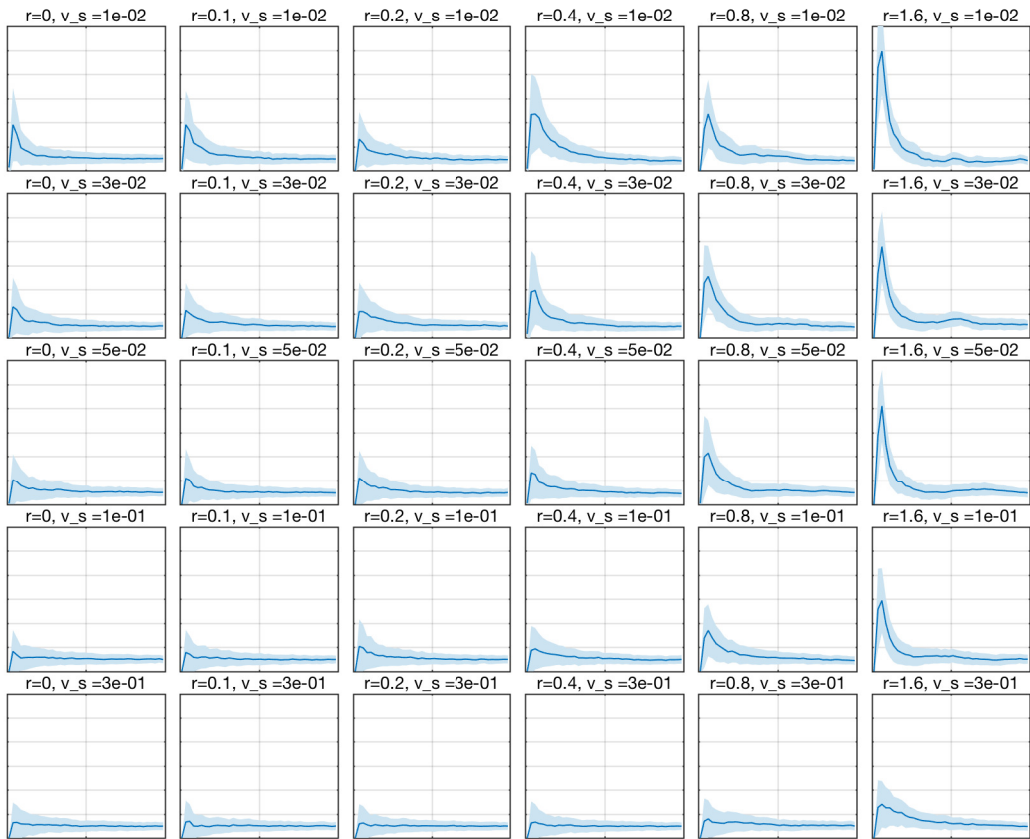 r=0, v_s =1e-02
r=0.1, v_s =1e-02
r=0.2, v_s =1e-02
r=0.4, v_s =1e-02
r=0.8, v_s =1e-02
r=1.6, v_s =1e-02
r=0, v_s =3e-02
r=0.1, v_s =3e-02
r=0.2, v_s =3e-02
r=0.4, v_s =3e-02
r=0.8, v_s =3e-02
r=1.6, v_s =3e-02
r=0, v_s =5e-02
r=0.1, v_s =5e-02
r=0.2, v_s =5e-02
r=0.4, v_s =5e-02
r=0.8, v_s =5e-02
r=1.6, v_s =5e-02
r=0, v_s =1e-01
r=0.1, v_s =1e-01
r=0.2, v_s =1e-01
r=0.4, v_s =1e-01
r=0.8, v_s =1e-01
r=1.6, v_s =1e-01
r=0, v_s =3e-01
r=0.1, v_s =3e-01
r=0.2, v_s =3e-01
r=0.4, v_s =3e-01
r=0.8, v_s =3e-01
r=1.6, v_s =3e-01